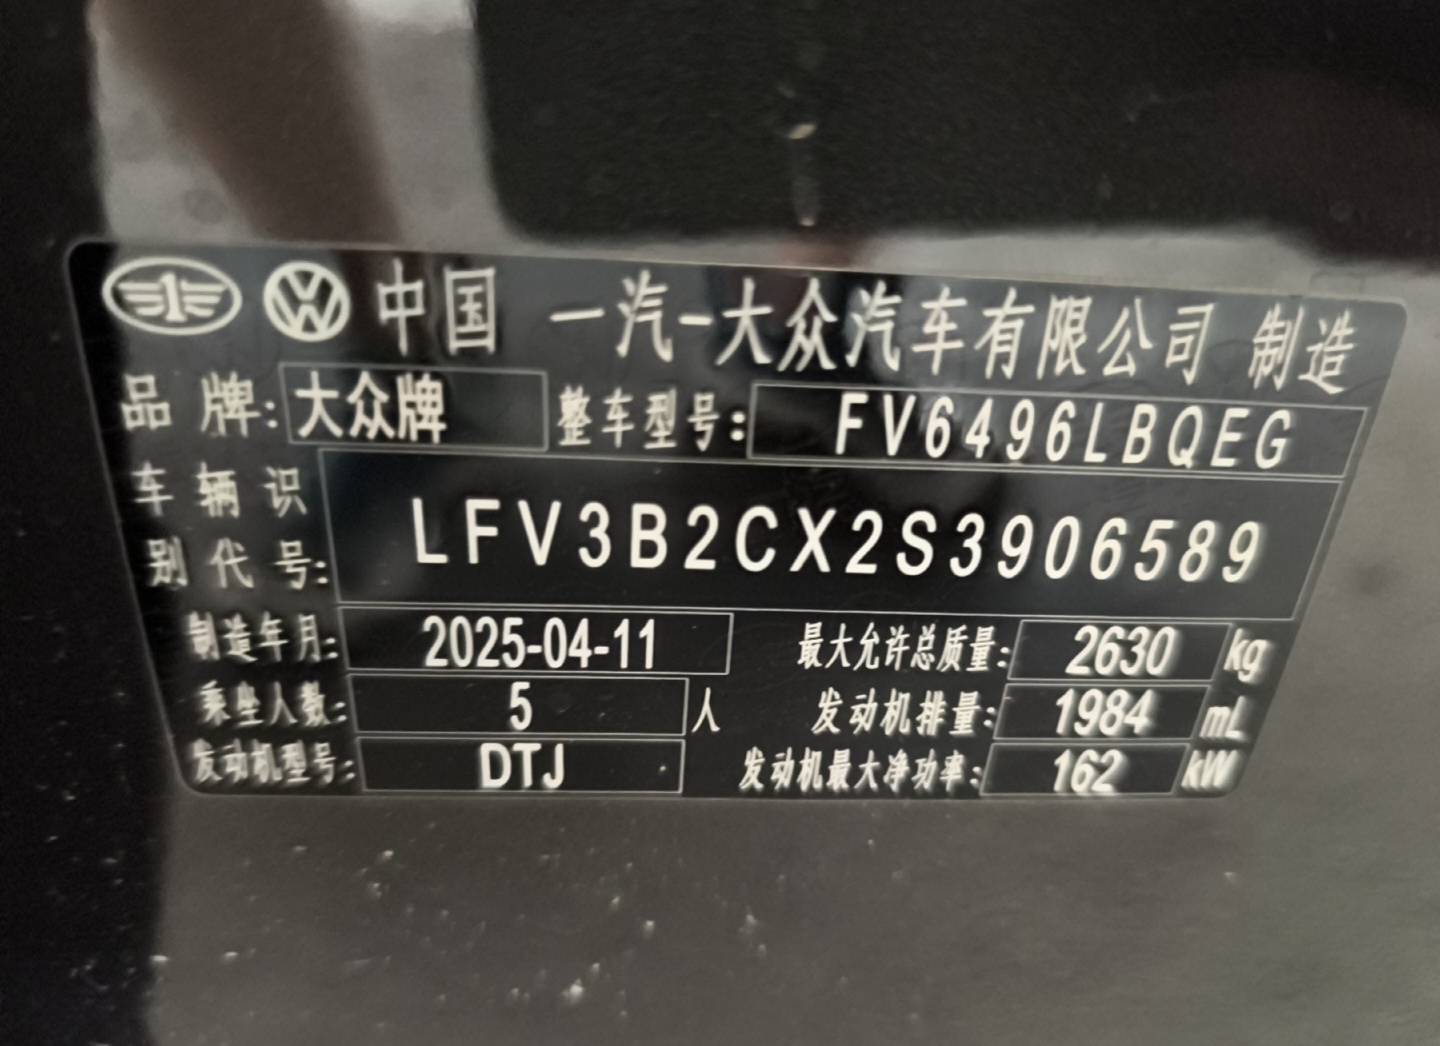 中国 一汽-大众汽车有限公司 制造
品牌: 大众牌 整车型号: FV6496LBQEG
车辆识别代号: LFV3B2CX2S3906589
制造年月: 2025-04-11 最大允许总质量: 2630 kg
乘坐人数: 5 人 发动机排量: 1984 mL
发动机型号: DTJ 发动机最大净功率: 162 kW